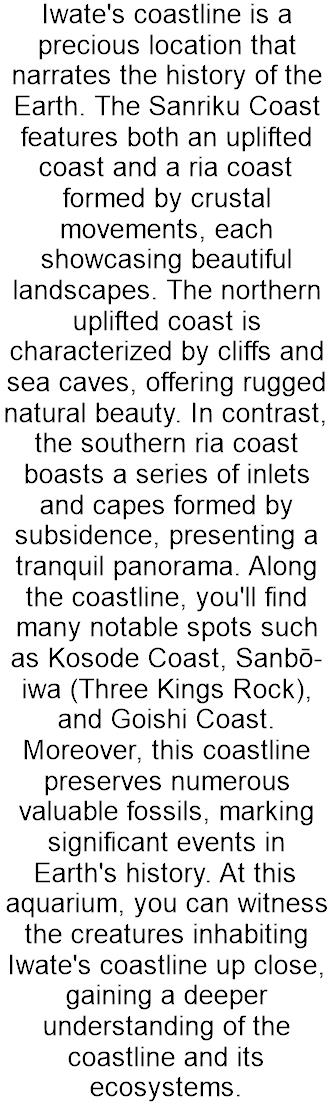 Iwate's coastline is a
precious location that
narrates the history of the
Earth. The Sanriku Coast
features both an uplifted
coast and a ria coast
formed by crustal
movements, each
showcasing beautiful
landscapes. The northern
uplifted coast is
characterized by cliffs and
sea caves, offering rugged
natural beauty. In contrast,
the southern ria coast
boasts a series of inlets
and capes formed by
subsidence, presenting a
tranquil panorama. Along
the coastline, you'll find
many notable spots such
as Kosode Coast, Sanbō-
iwa (Three Kings Rock),
and Goishi Coast.
Moreover, this coastline
preserves numerous
valuable fossils, marking
significant events in
Earth's history. At this
aquarium, you can witness
the creatures inhabiting
Iwate's coastline up close,
gaining a deeper
understanding of the
coastline and its
ecosystems.